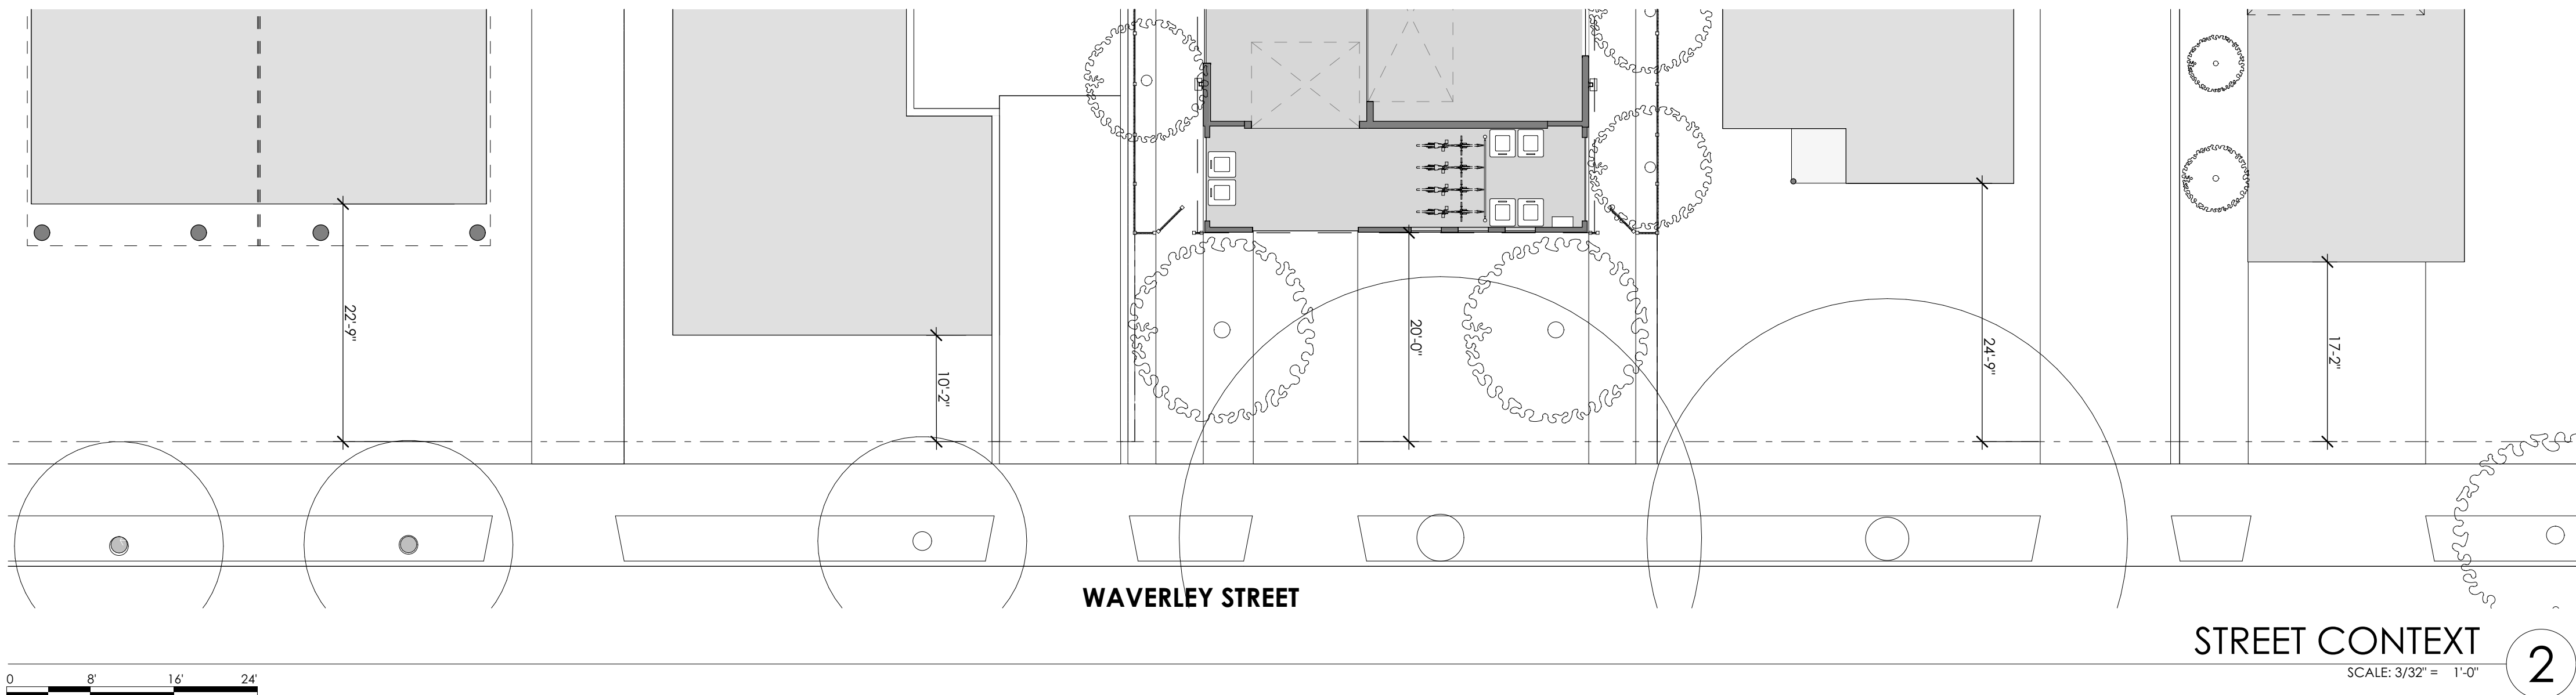 22'-9"
10'-2"
20'-0"
24'-9"
17'-2"
WAVERLEY STREET
STREET CONTEXT
2
SCALE: 3/32" = 1'-0"
0 8' 16' 24'